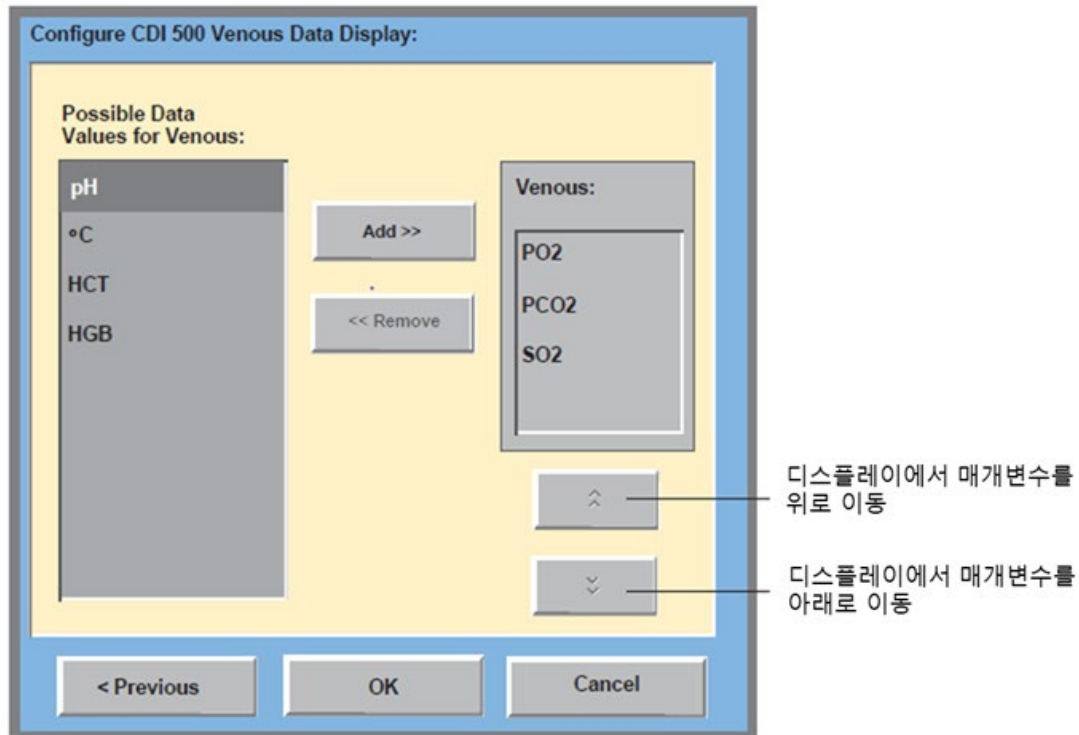 Configure CDI 500 Venous Data Display:
Possible Data
Values for Venous:
pH
°C
HCT
HGB
Add >>
<< Remove
Venous:
PO2
PCO2
SO2
디스플레이에서 매개변수를
위로 이동
디스플레이에서 매개변수를
아래로 이동
< Previous
OK
Cancel